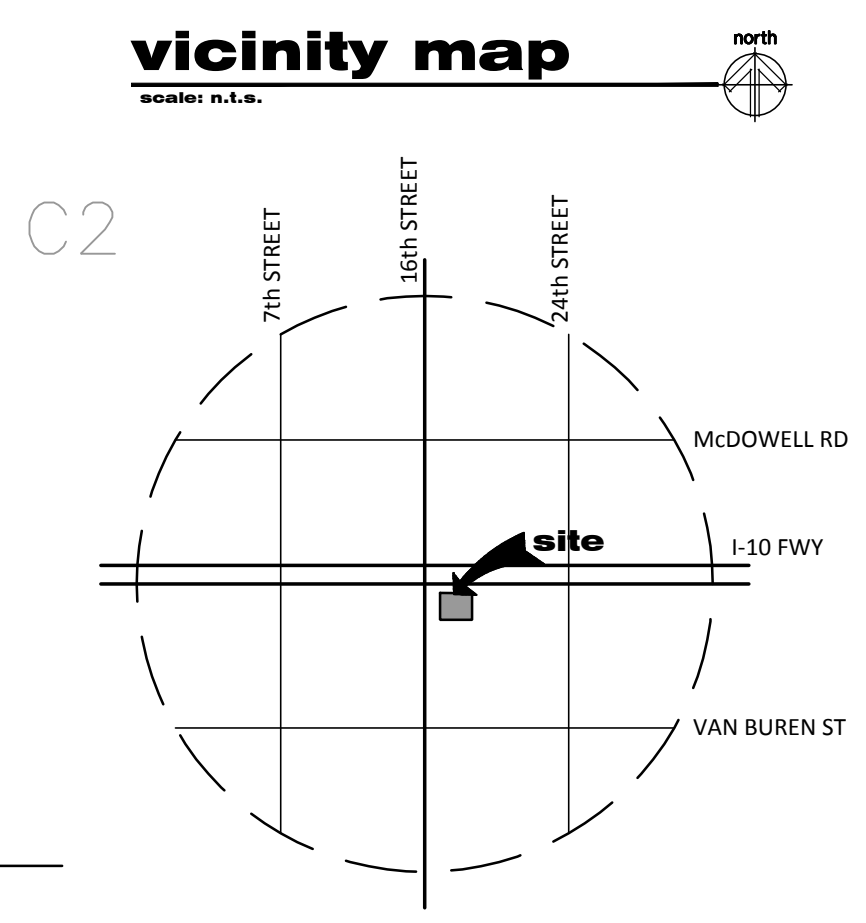 vicinity map
north
scale: n.t.s.
C2
7th STREET
16th STREET
24th STREET
McDOWELL RD
site
I-10 FWY
VAN BUREN ST